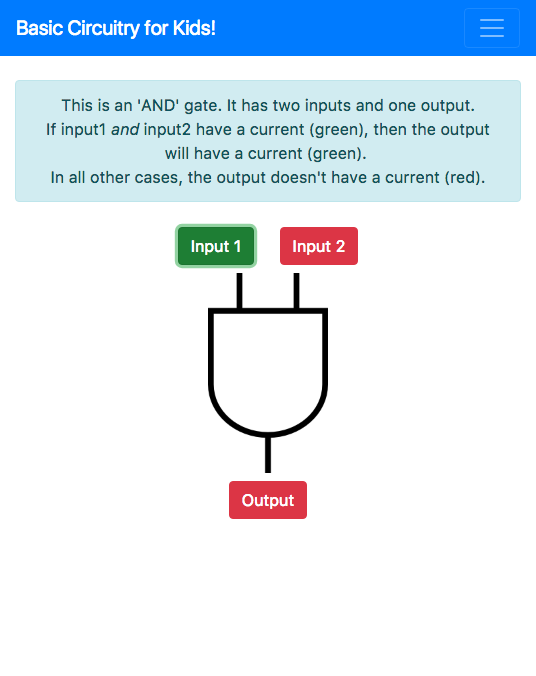 Basic Circuitry for Kids!
This is an 'AND' gate. It has two inputs and one output.
If input1 and input2 have a current (green), then the output
will have a current (green).
In all other cases, the output doesn't have a current (red).
Input 1 Input 2
Output